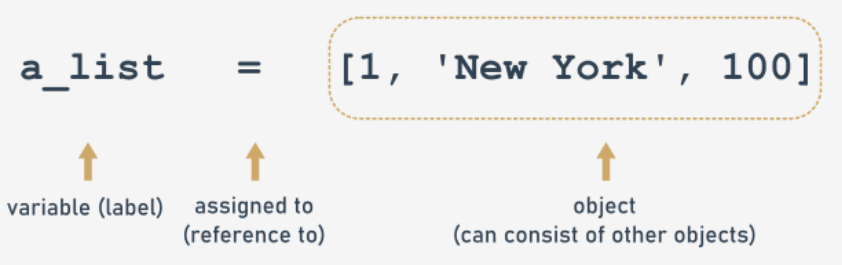 a_list = [1, 'New York', 100]
variable (label) assigned to object
(reference to) (can consist of other objects)